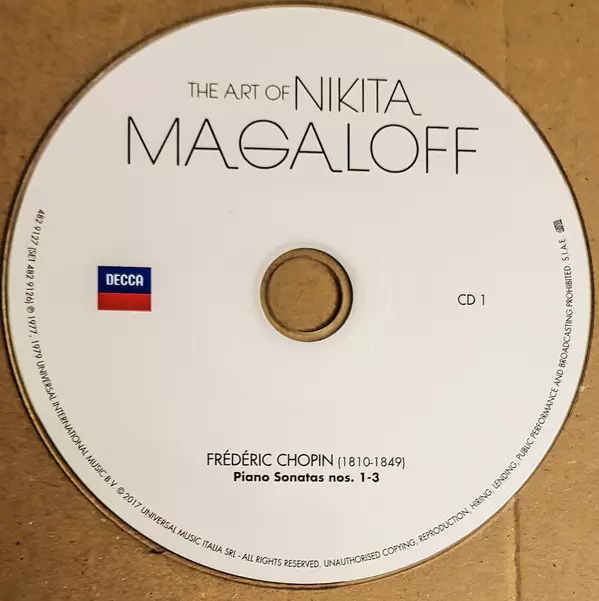 THE ART OF NIKITA
MAGALOFF
DECCA
CD 1
FRÉDÉRIC CHOPIN (1810-1849)
Piano Sonatas nos. 1-3
482 9127 (SET 482 9126) ℗ 1977, 1979 UNIVERSAL INTERNATIONAL MUSIC B.V. © 2017 UNIVERSAL MUSIC ITALIA SRL - ALL RIGHTS RESERVED. UNAUTHORISED COPYING, REPRODUCTION, HIRING, LENDING, PUBLIC PERFORMANCE AND BROADCASTING PROHIBITED. S.I.A.E.